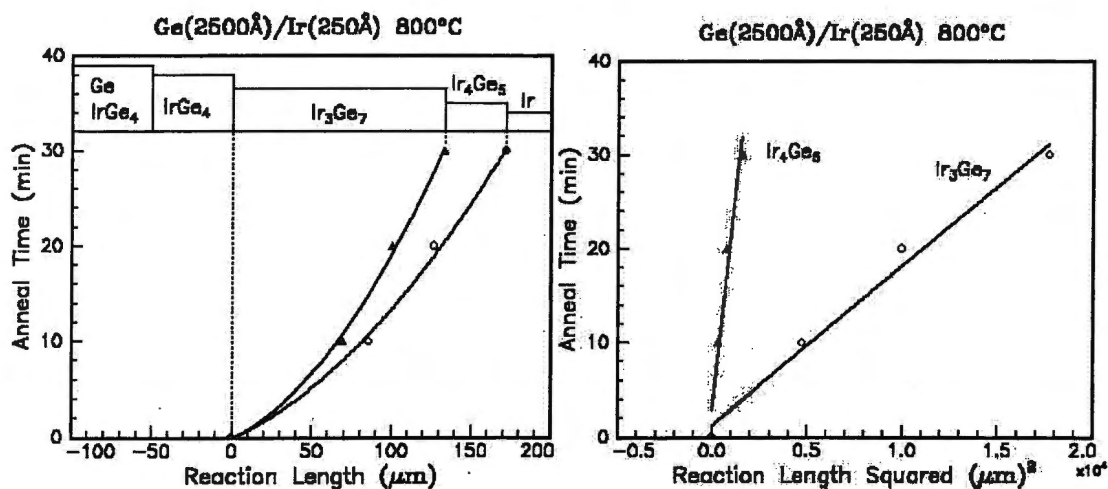 Ge(2500Å)/Ir(250Å) 800°C
40
30
20
10
0
Anneal Time (min)
Ge
IrGe₄
IrGe₄
Ir₃Ge₇
Ir₄Ge₅
Ir
−100
−50
0
50
100
150
200
Reaction Length (μm)
Ge(2500Å)/Ir(250Å) 800°C
40
30
20
10
0
Anneal Time (min)
Ir₄Ge₅
Ir₃Ge₇
−0.5
0.0
0.5
1.0
1.5
2.0
×10⁴
Reaction Length Squared (μm)²